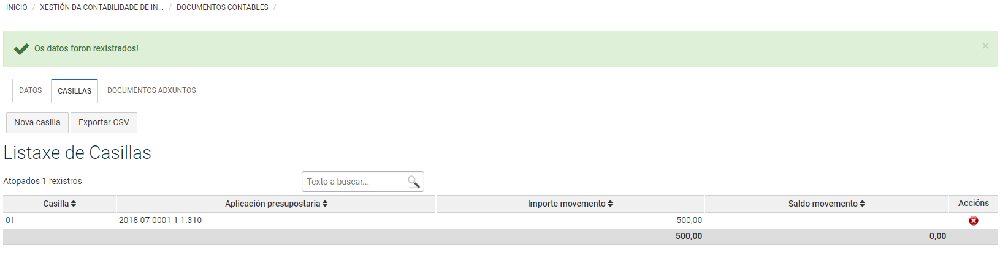 INICIO / XESTIÓN DA CONTABILIDADE DE IN... / DOCUMENTOS CONTABLES /
Os datos foron rexistrados! ×
DATOS CASILLAS DOCUMENTOS ADXUNTOS
Nova casilla Exportar CSV
Listaxe de Casillas
Atopados 1 rexistros Texto a buscar...
Casilla Aplicación presupostaria Importe movemento Saldo movemento Accións
01 2018 07 0001 1 1.310 500,00
500,00 0,00